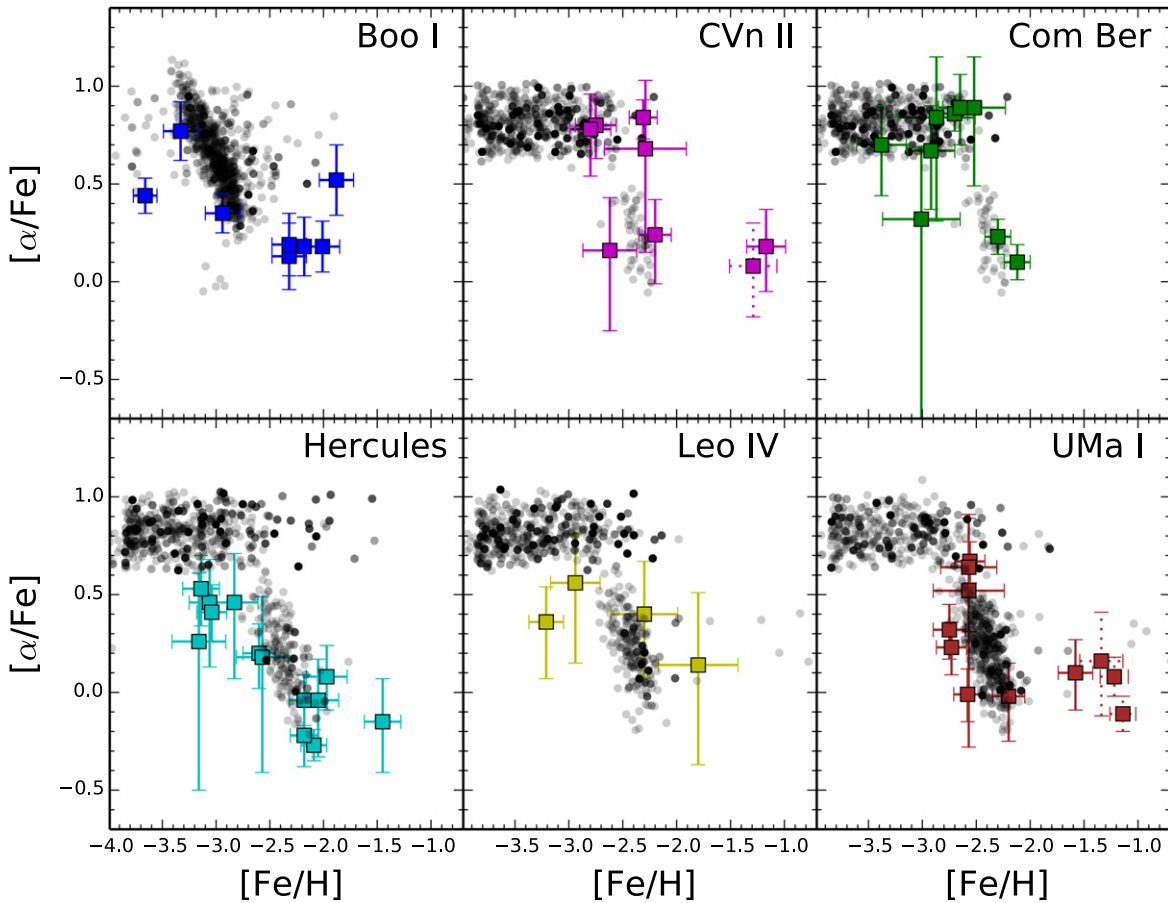 Boo I
CVn II
Com Ber
1.0
0.5
0.0
−0.5
[α/Fe]
Hercules
Leo IV
UMa I
1.0
0.5
0.0
−0.5
[α/Fe]
−4.0 −3.5 −3.0 −2.5 −2.0 −1.5 −1.0
−3.5 −3.0 −2.5 −2.0 −1.5 −1.0
−3.5 −3.0 −2.5 −2.0 −1.5 −1.0
[Fe/H]
[Fe/H]
[Fe/H]